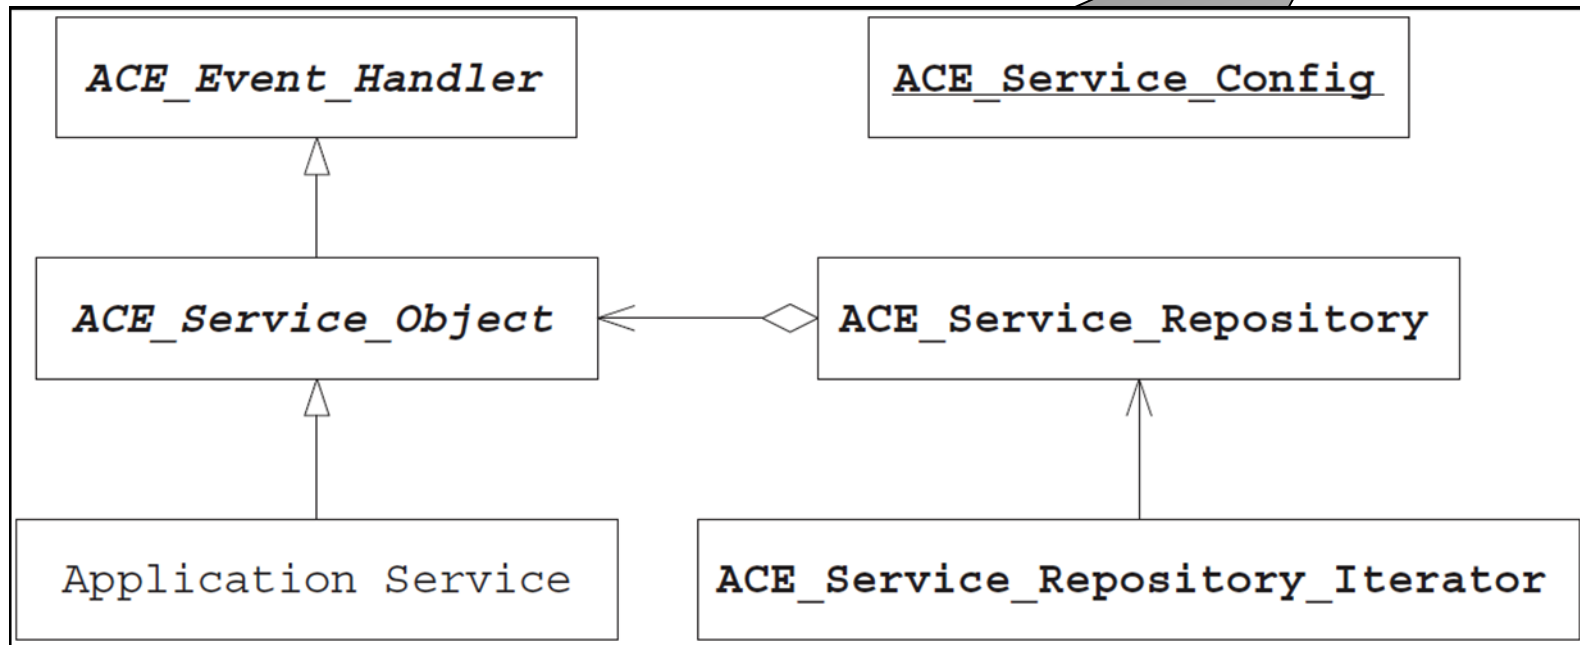 ACE_Event_Handler
ACE_Service_Config
ACE_Service_Object
ACE_Service_Repository
Application Service
ACE_Service_Repository_Iterator